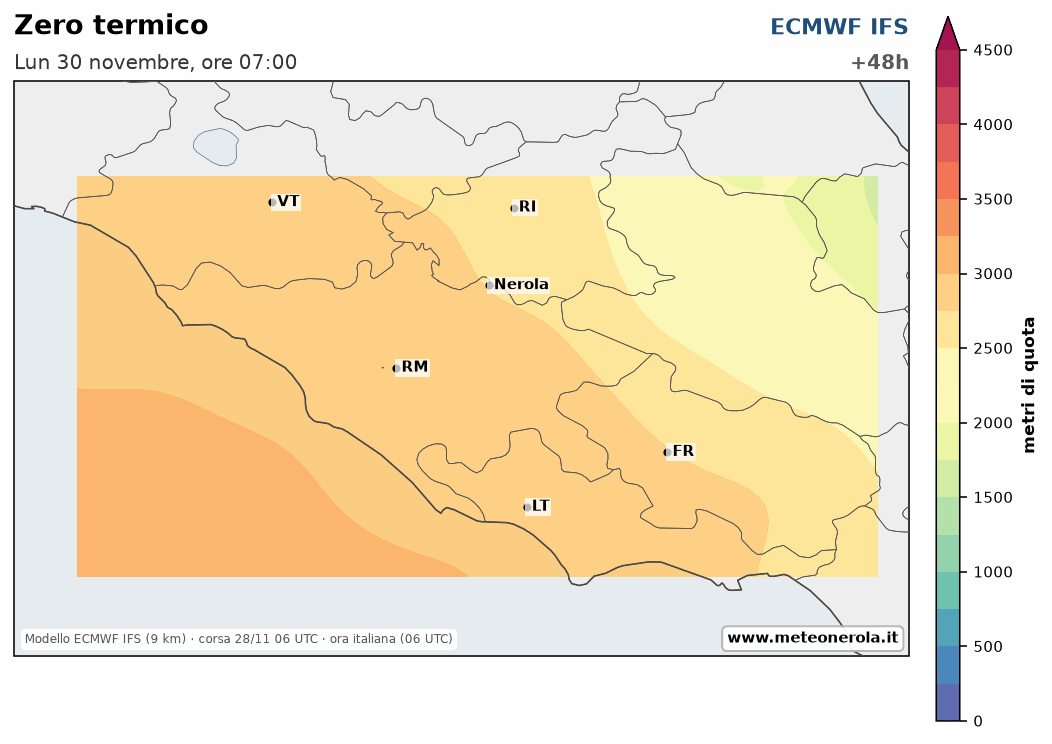 Zero termico
ECMWF IFS
Lun 30 novembre, ore 07:00
+48h
VT
RI
Nerola
RM
FR
LT
4500
4000
3500
3000
2500
2000
1500
1000
500
0
metri di quota
Modello ECMWF IFS (9 km) · corsa 28/11 06 UTC · ora italiana (06 UTC)
www.meteonerola.it